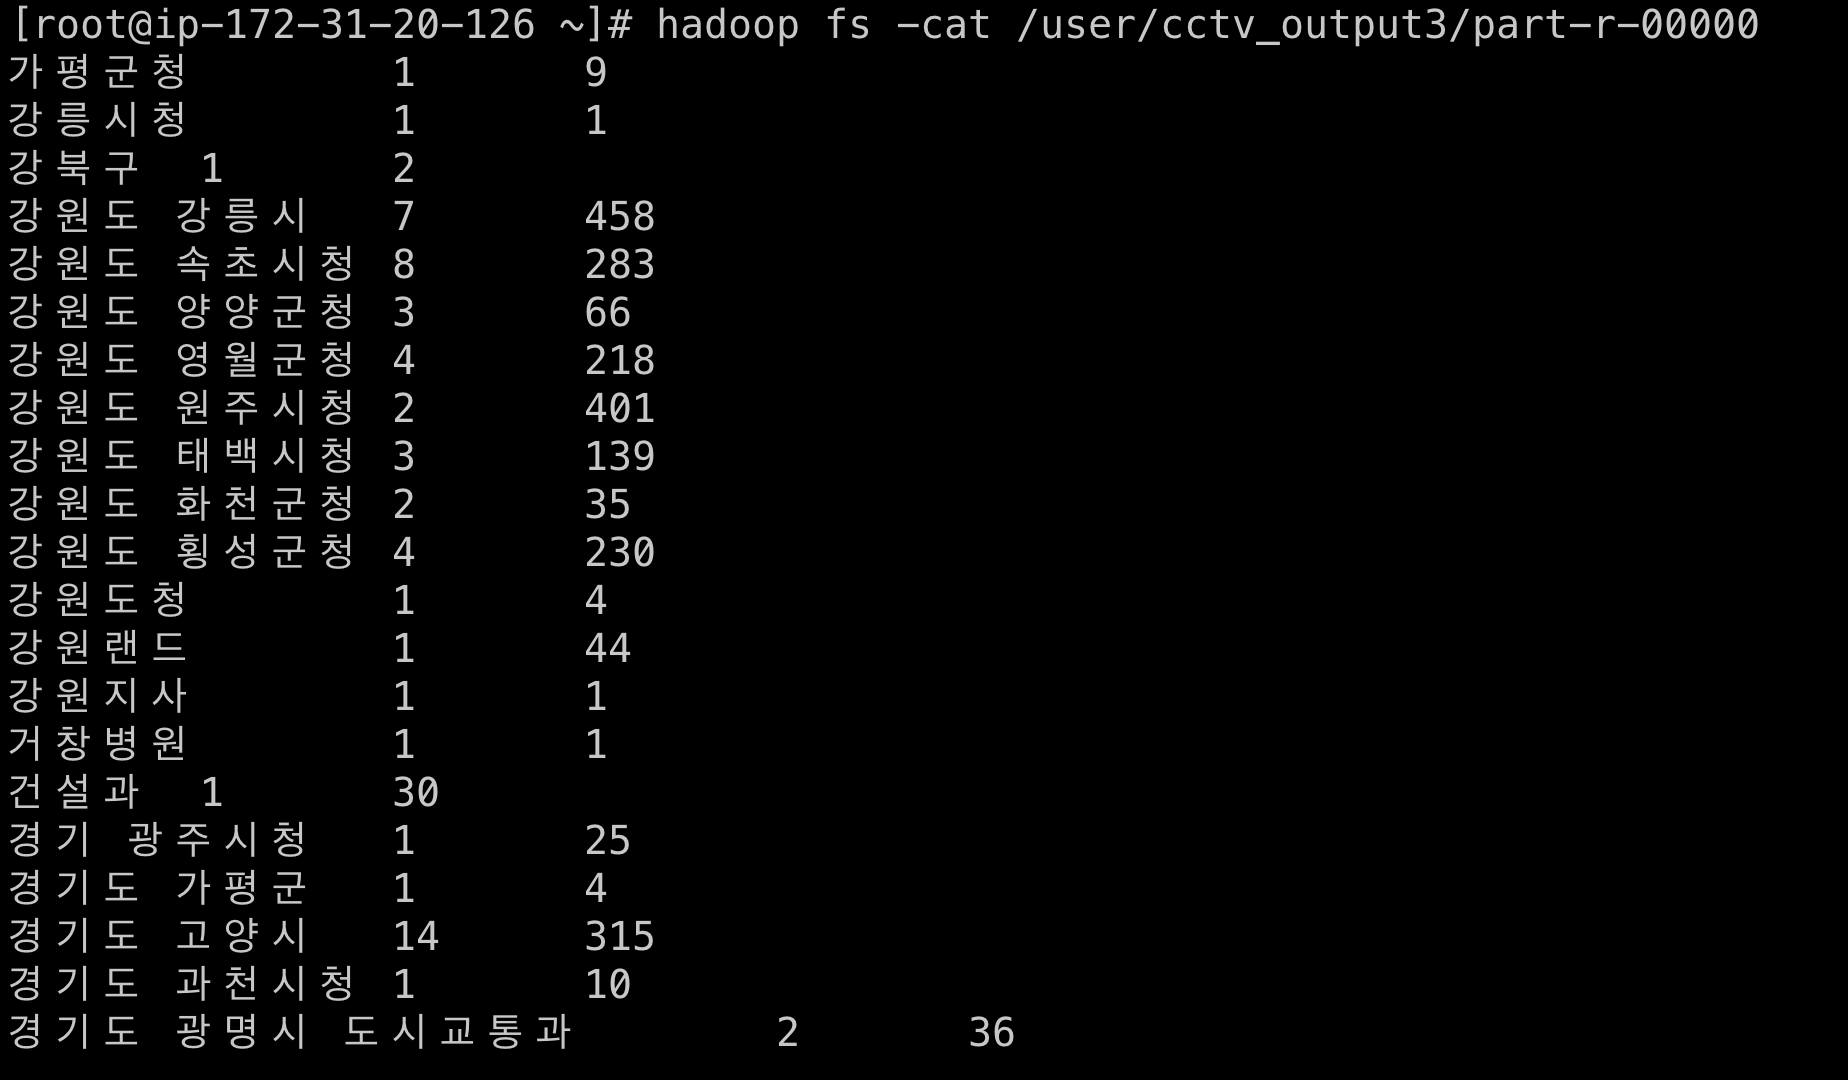 [root@ip-172-31-20-126 ~]# hadoop fs -cat /user/cctv_output3/part-r-00000
가평군청 1 9
강릉시청 1 1
강북구 1 2
강원도 강릉시 7 458
강원도 속초시청 8 283
강원도 양양군청 3 66
강원도 영월군청 4 218
강원도 원주시청 2 401
강원도 태백시청 3 139
강원도 화천군청 2 35
강원도 횡성군청 4 230
강원도청 1 4
강원랜드 1 44
강원지사 1 1
거창병원 1 1
건설과 1 30
경기 광주시청 1 25
경기도 가평군 1 4
경기도 고양시 14 315
경기도 과천시청 1 10
경기도 광명시 도시교통과 2 36